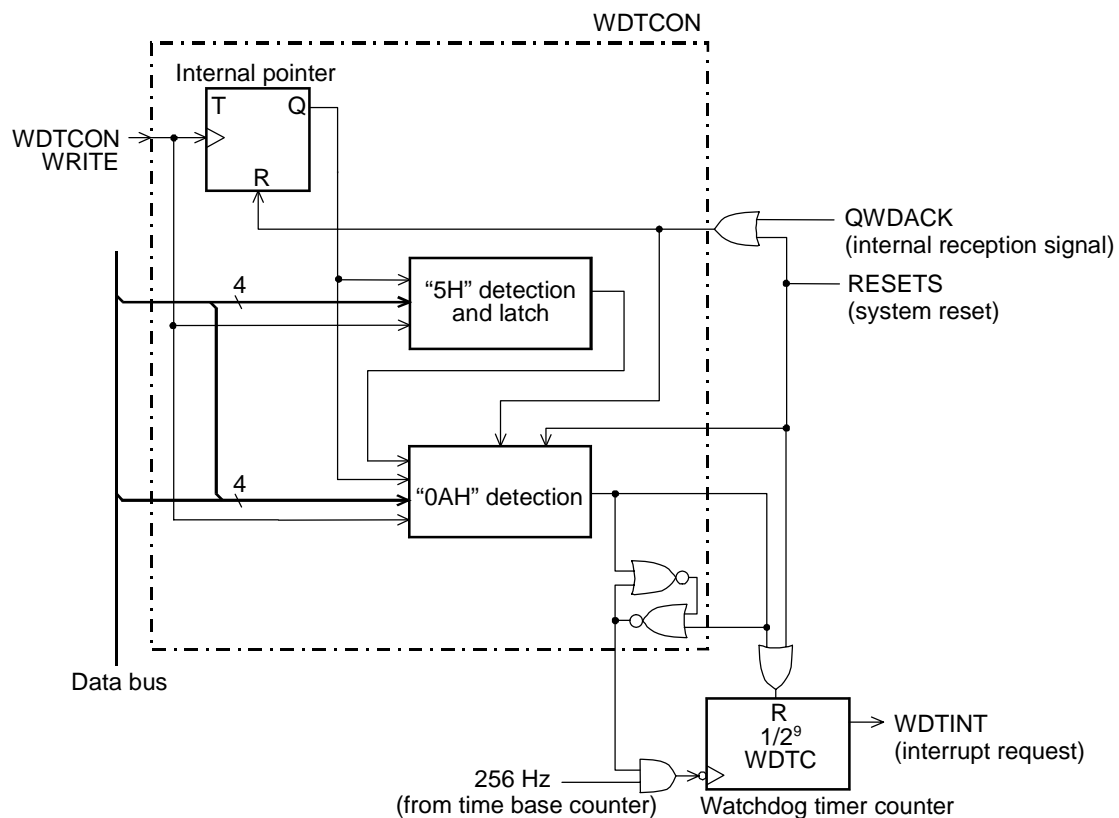 WDTCON
Internal pointer
T Q
R
WDTCON
WRITE
QWDACK
(internal reception signal)
RESETS
(system reset)
4
“5H” detection
and latch
4
“0AH” detection
Data bus
R
1/2⁹
WDTC
WDTINT
(interrupt request)
256 Hz
(from time base counter)
Watchdog timer counter